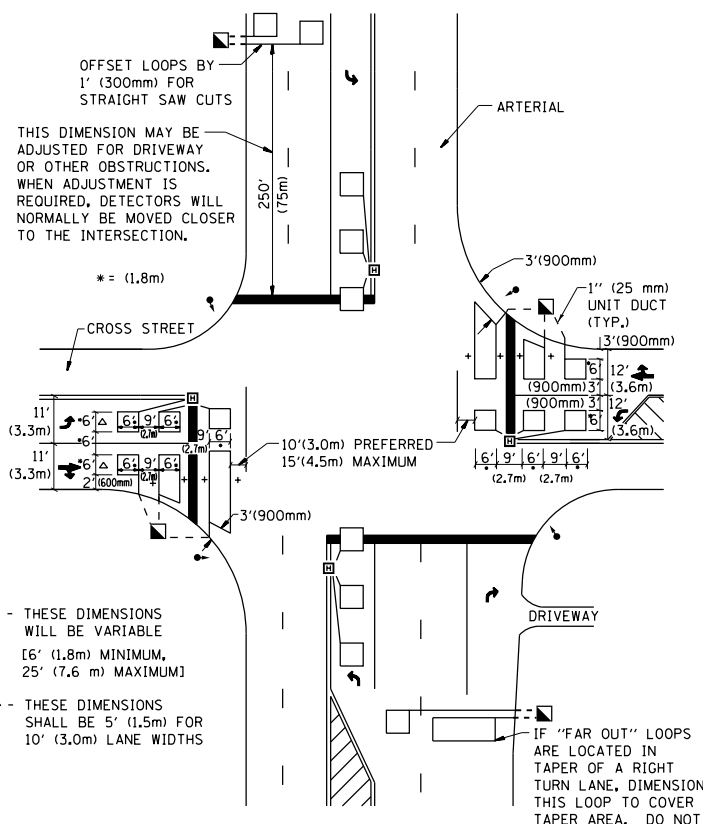 OFFSET LOOPS BY
1' (300mm) FOR
STRAIGHT SAW CUTS
ARTERIAL
THIS DIMENSION MAY BE
ADJUSTED FOR DRIVEWAY
OR OTHER OBSTRUCTIONS.
WHEN ADJUSTMENT IS
REQUIRED, DETECTORS WILL
NORMALLY BE MOVED CLOSER
TO THE INTERSECTION.
250'
(75m)
* = (1.8m)
H
3'(900mm)
1'' (25 mm)
UNIT DUCT
(TYP.)
CROSS STREET
3'(900mm)
6'
12'
(3.6m)
(900mm) 3'
(900mm) 3'
12'
6'
(3.6m)
H
H
11'
(3.3m)
*6'
6' 9' 6'
(2.7m)
*6'
9' 6'
(2.7m)
11'
(3.3m)
*6'
6' 9' 6'
(2.7m)
2' (600mm)
10'(3.0m) PREFERRED
15'(4.5m) MAXIMUM
6' 9' 6' 9' 6'
(2.7m) (2.7m)
3'(900mm)
H
- THESE DIMENSIONS
WILL BE VARIABLE
[6' (1.8m) MINIMUM,
25' (7.6 m) MAXIMUM]
DRIVEWAY
- THESE DIMENSIONS
SHALL BE 5' (1.5m) FOR
10' (3.0m) LANE WIDTHS
IF "FAR OUT" LOOPS
ARE LOCATED IN
TAPER OF A RIGHT
TURN LANE, DIMENSION
THIS LOOP TO COVER
TAPER AREA. DO NOT